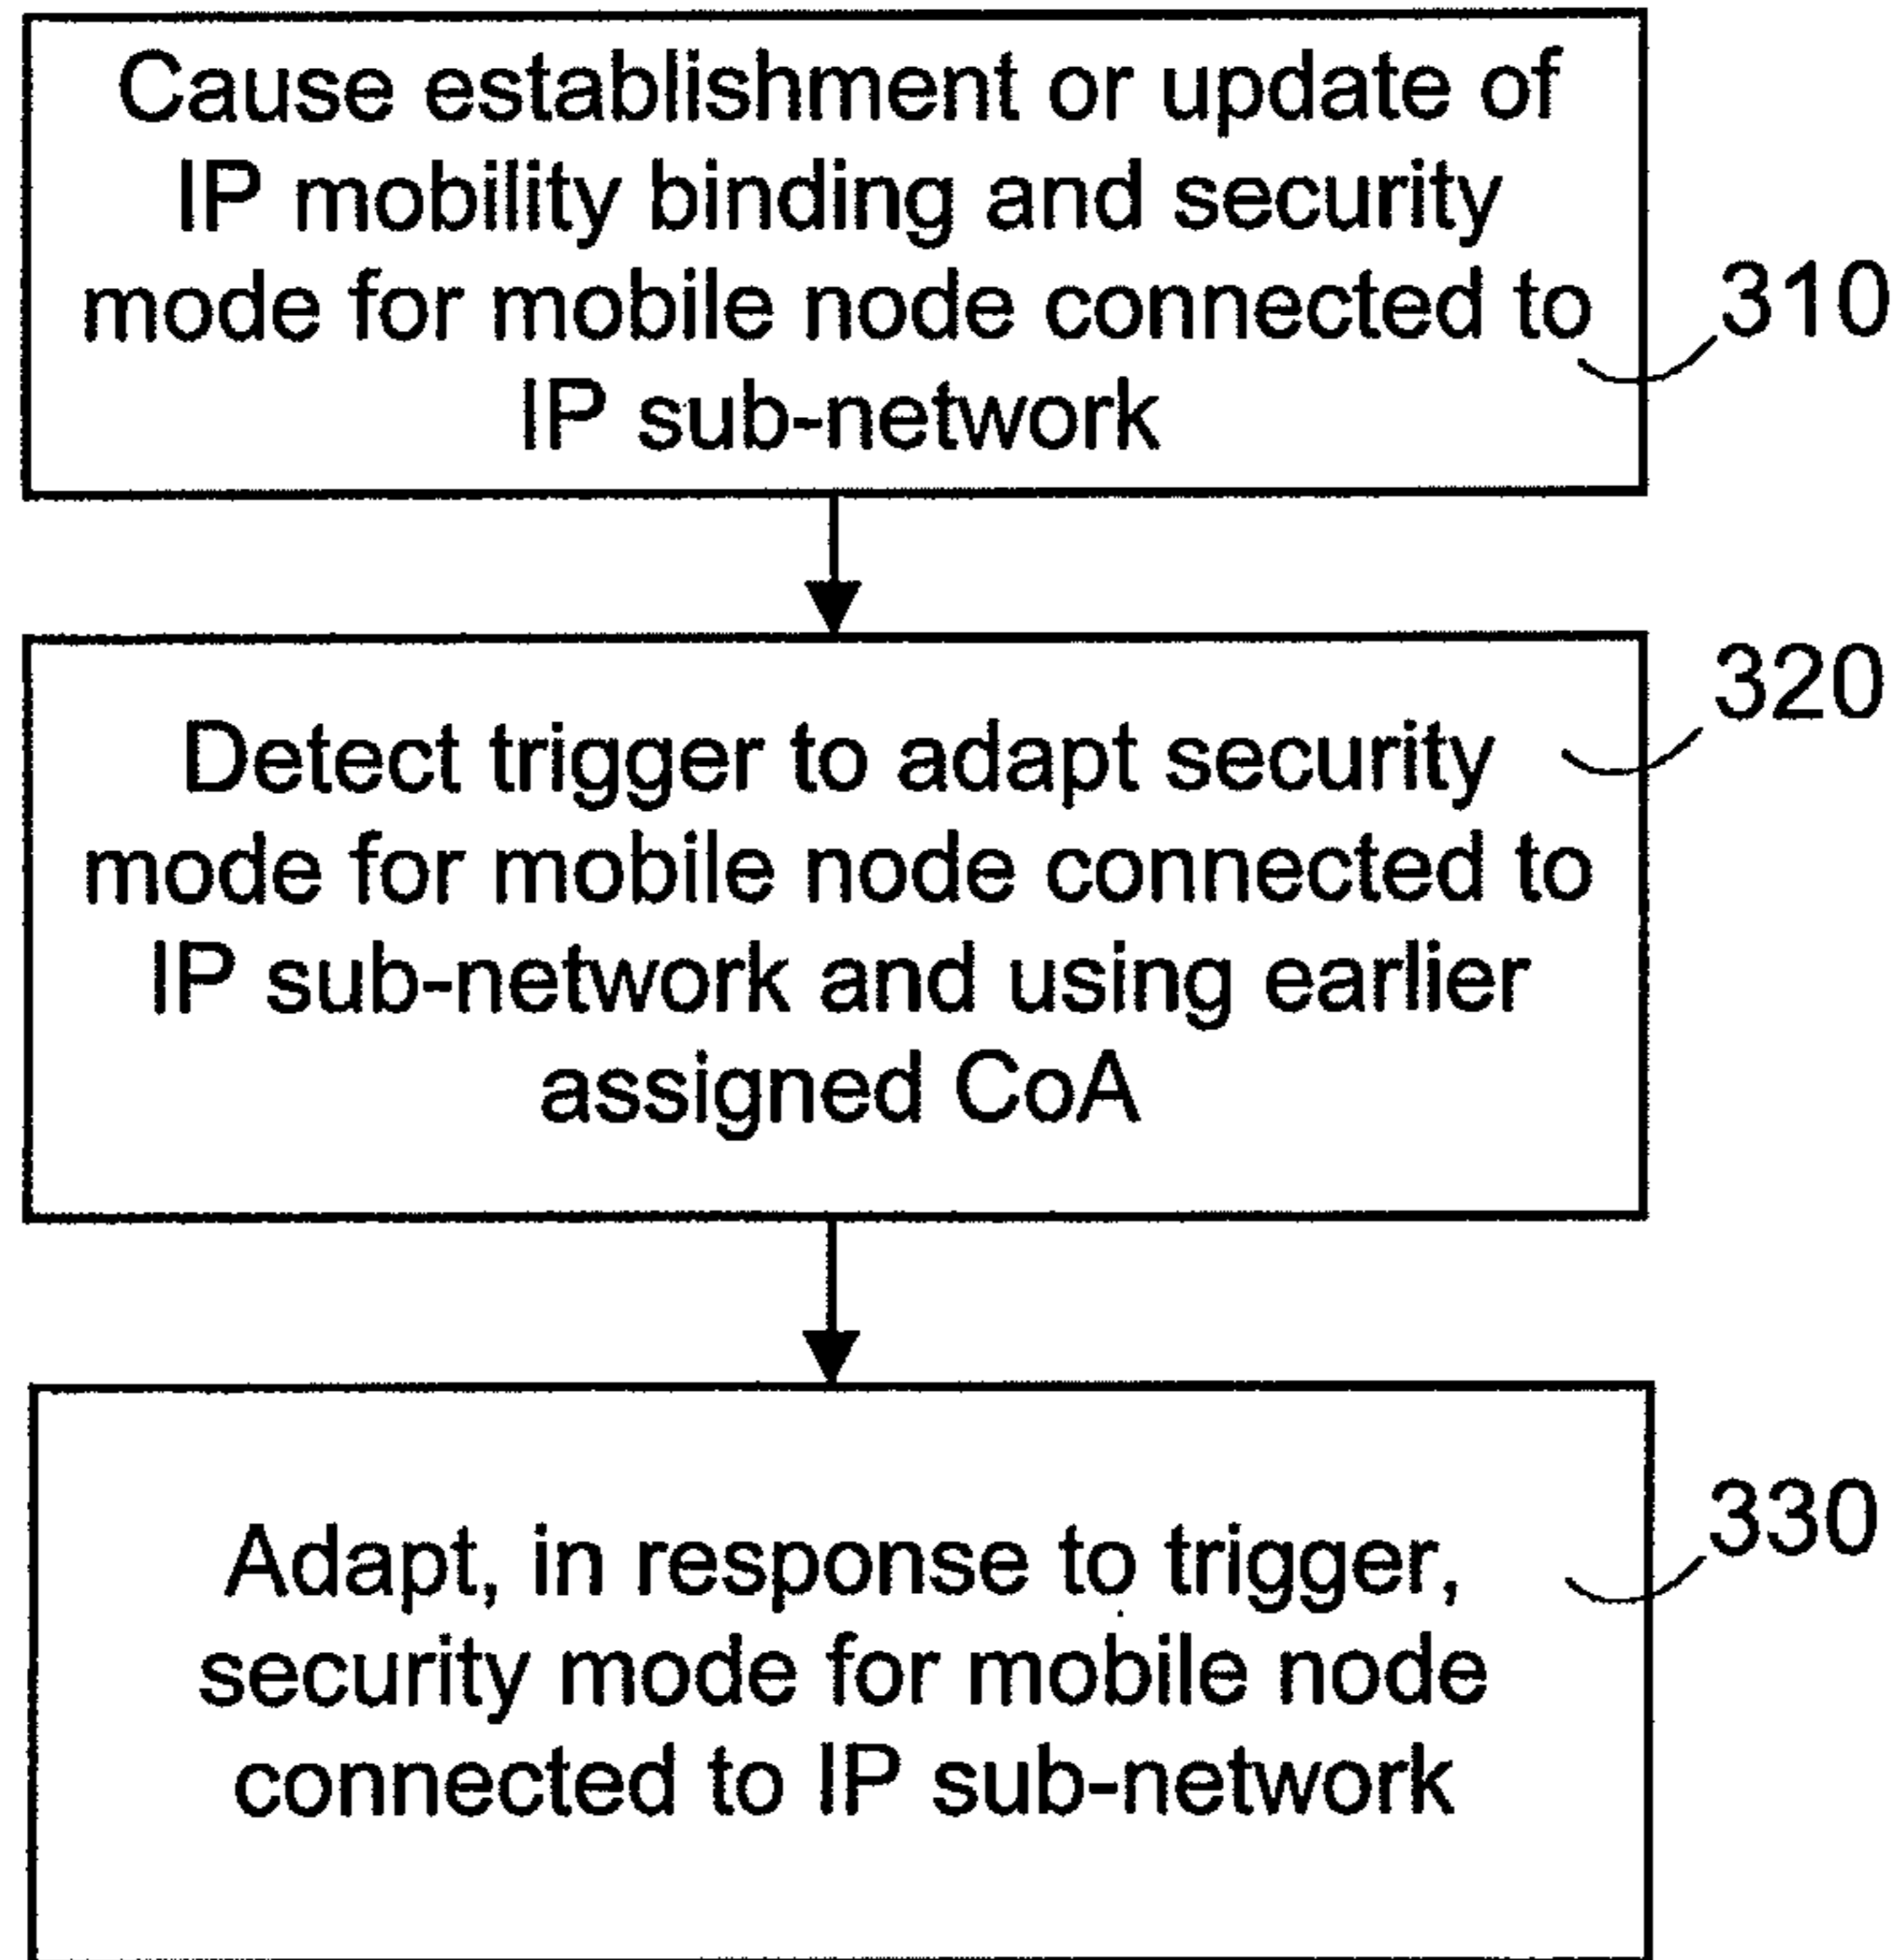 Cause establishment or update of
IP mobility binding and security
mode for mobile node connected to
IP sub-network
310
Detect trigger to adapt security
mode for mobile node connected to
IP sub-network and using earlier
assigned CoA
320
Adapt, in response to trigger,
security mode for mobile node
connected to IP sub-network
330